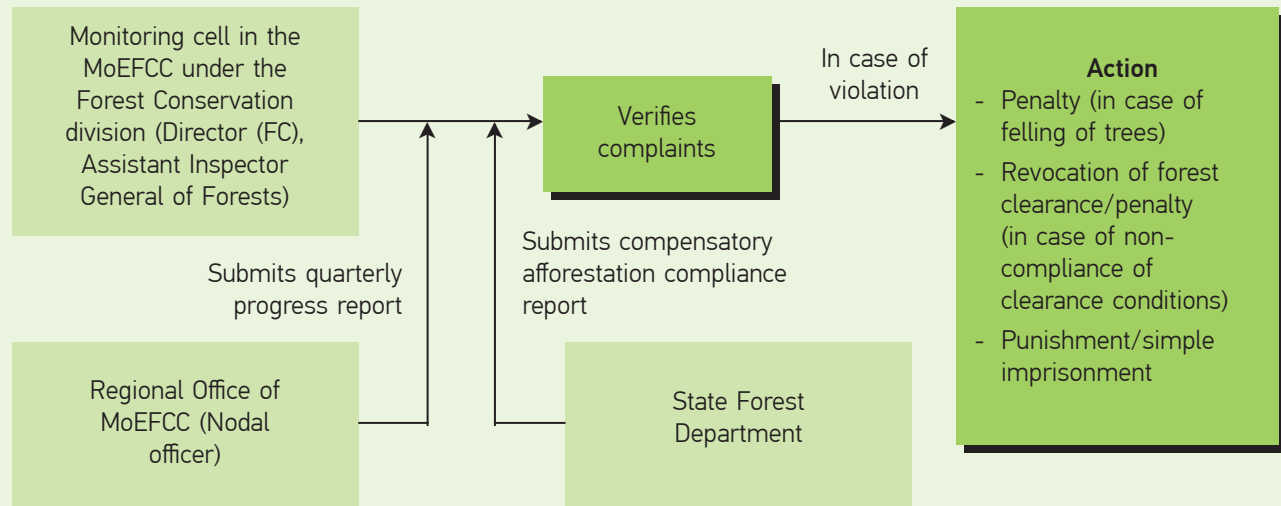 Monitoring cell in the
MoEFCC under the
Forest Conservation
division (Director (FC),
Assistant Inspector
General of Forests)
Verifies
complaints
In case of
violation
Action
- Penalty (in case of
felling of trees)
- Revocation of forest
clearance/penalty
(in case of non-
compliance of
clearance conditions)
- Punishment/simple
imprisonment
Submits quarterly
progress report
Submits compensatory
afforestation compliance
report
Regional Office of
MoEFCC (Nodal
officer)
State Forest
Department